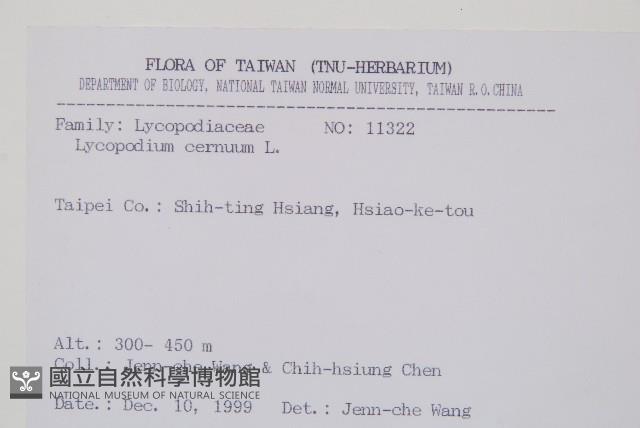 FLORA OF TAIWAN (TNU-HERBARIUM)
DEPARTMENT OF BIOLOGY, NATIONAL TAIWAN NORMAL UNIVERSITY, TAIWAN R.O.CHINA
Family: Lycopodiaceae NO: 11322
Lycopodium cernuum L.
Taipei Co.: Shih-ting Hsiang, Hsiao-ke-tou
Alt.: 300- 450 m
Coll.: Jenn-che Wang & Chih-hsiung Chen
國立自然科學博物館
NATIONAL MUSEUM OF NATURAL SCIENCE
Date.: Dec. 10, 1999 Det.: Jenn-che Wang